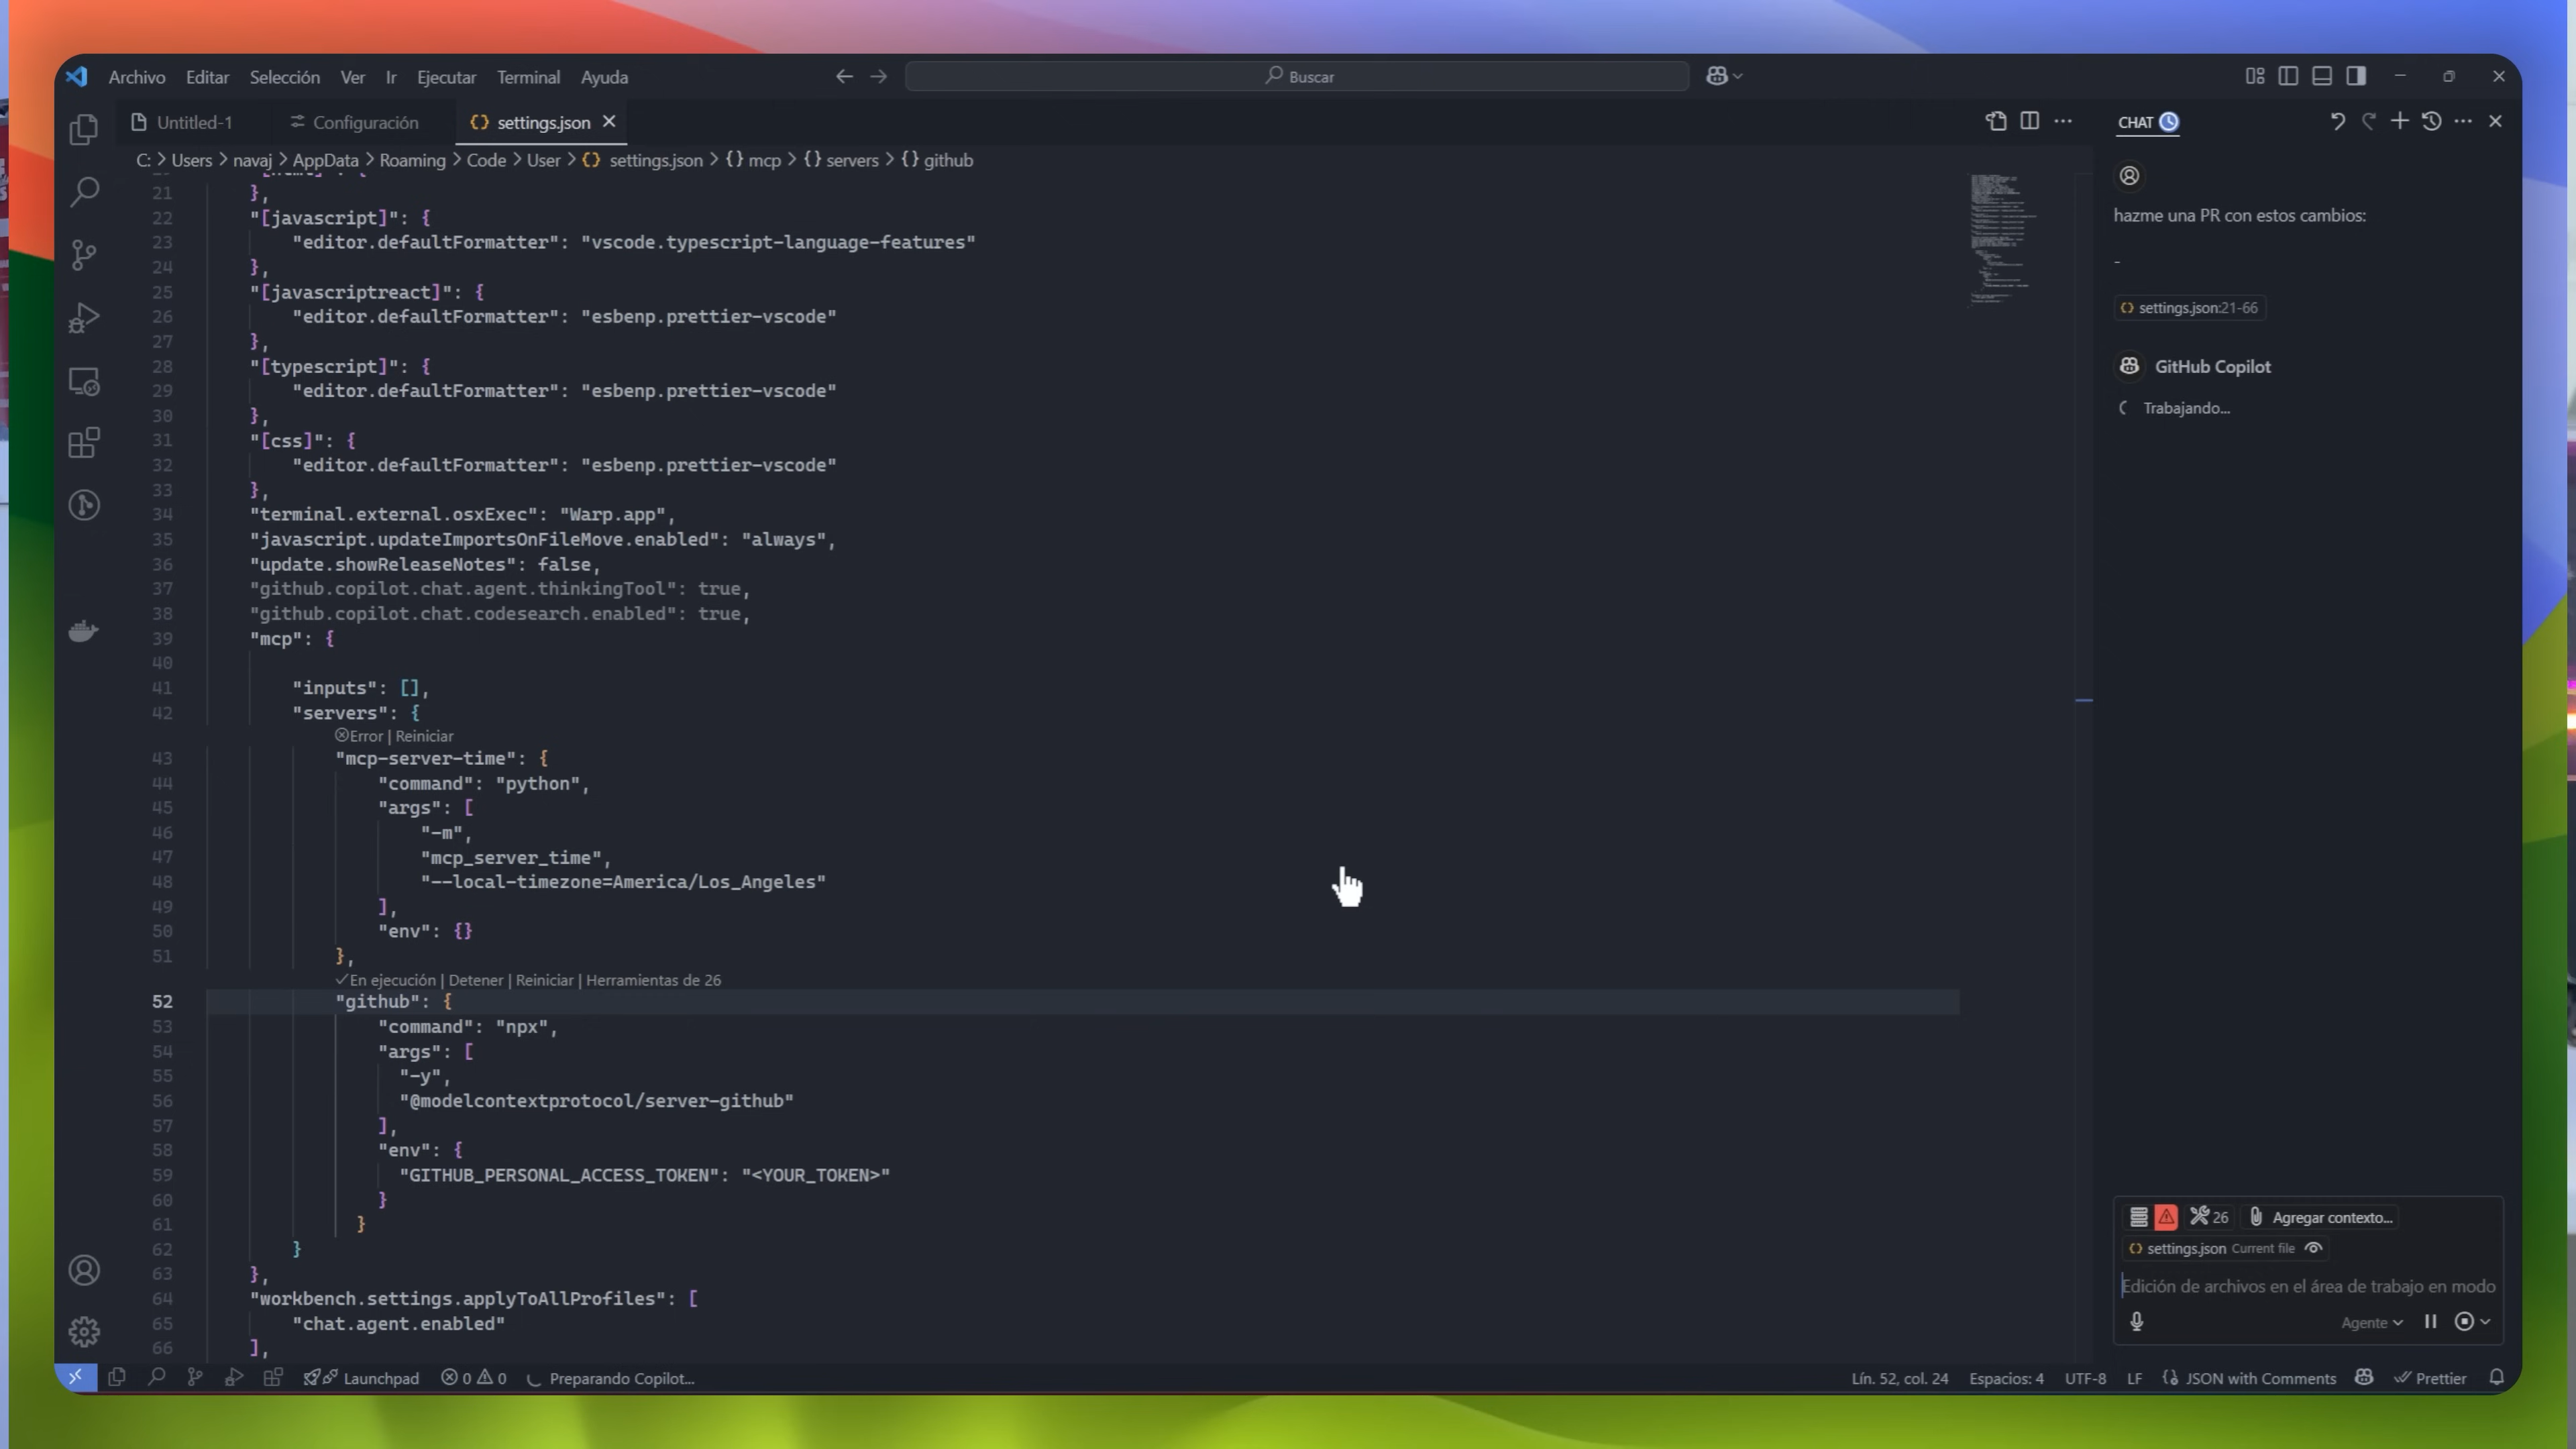 Archivo Editar Selección Ver Ir Ejecutar Terminal Ayuda
Buscar
Untitled-1 Configuración settings.json
C: > Users > navaj > AppData > Roaming > Code > User > {} settings.json > {} mcp > {} servers > {} github
21 },
22 "[javascript]": {
23 "editor.defaultFormatter": "vscode.typescript-language-features"
24 },
25 "[javascriptreact]": {
26 "editor.defaultFormatter": "esbenp.prettier-vscode"
27 },
28 "[typescript]": {
29 "editor.defaultFormatter": "esbenp.prettier-vscode"
30 },
31 "[css]": {
32 "editor.defaultFormatter": "esbenp.prettier-vscode"
33 },
34 "terminal.external.osxExec": "Warp.app",
35 "javascript.updateImportsOnFileMove.enabled": "always",
36 "update.showReleaseNotes": false,
37 "github.copilot.chat.agent.thinkingTool": true,
38 "github.copilot.chat.codesearch.enabled": true,
39 "mcp": {
40
41 "inputs": [],
42 "servers": {
Error | Reiniciar
43 "mcp-server-time": {
44 "command": "python",
45 "args": [
46 "-m",
47 "mcp_server_time",
48 "--local-timezone=America/Los_Angeles"
49 ],
50 "env": {}
51 },
✓En ejecución | Detener | Reiniciar | Herramientas de 26
52 "github": {
53 "command": "npx",
54 "args": [
55 "-y",
56 "@modelcontextprotocol/server-github"
57 ],
58 "env": {
59 "GITHUB_PERSONAL_ACCESS_TOKEN": "<YOUR_TOKEN>"
60 }
61 }
62 }
63 },
64 "workbench.settings.applyToAllProfiles": [
65 "chat.agent.enabled"
66 ],
CHAT
hazme una PR con estos cambios:
-
{} settings.json:21-66
GitHub Copilot
Trabajando...
26 Agregar contexto...
{} settings.json Current file
Edición de archivos en el área de trabajo en modo
Agente
Launchpad 0 0 Preparando Copilot...
Lín. 52, col. 24 Espacios: 4 UTF-8 LF JSON with Comments Prettier